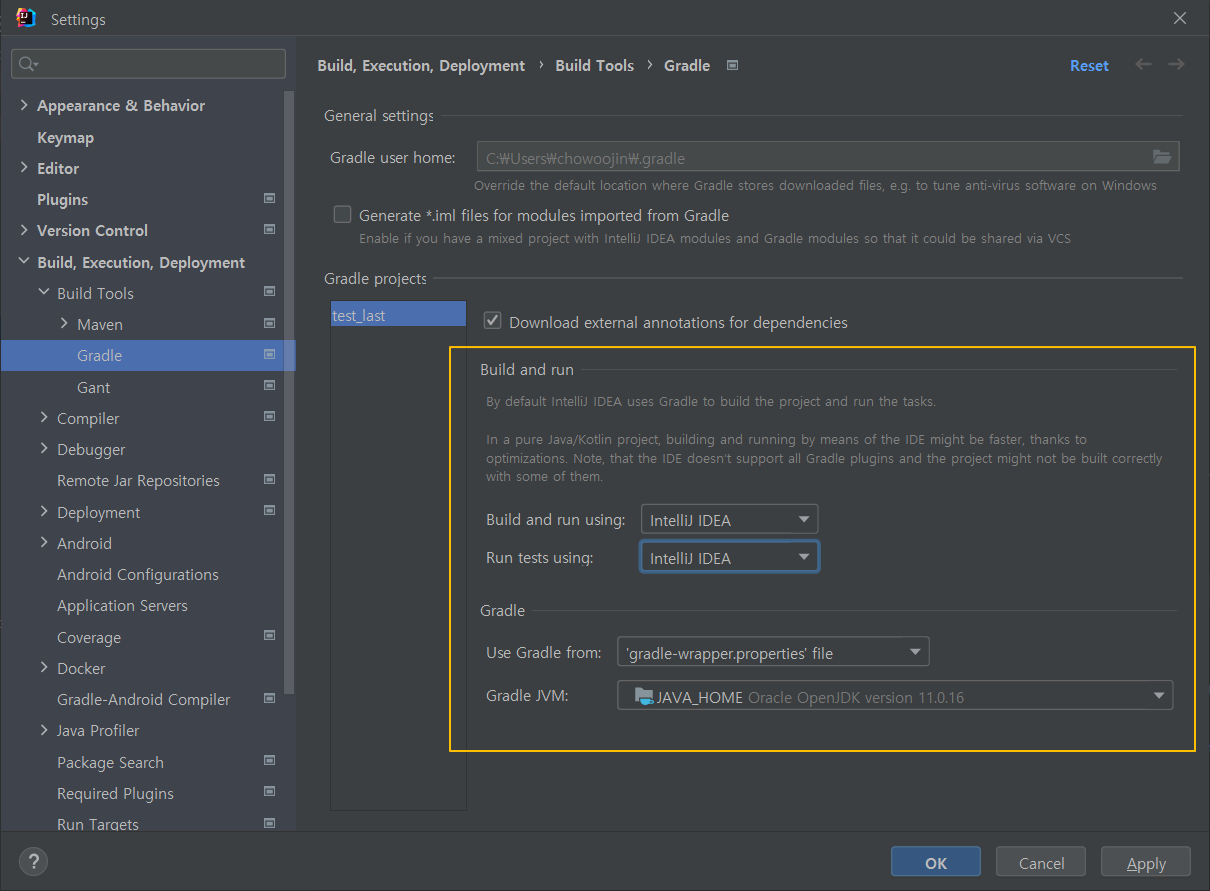 Settings
Appearance & Behavior
Keymap
Editor
Plugins
Version Control
Build, Execution, Deployment
Build Tools
Maven
Gradle
Gant
Compiler
Debugger
Remote Jar Repositories
Deployment
Android
Android Configurations
Application Servers
Coverage
Docker
Gradle-Android Compiler
Java Profiler
Package Search
Required Plugins
Run Targets
?
Build, Execution, Deployment › Build Tools › Gradle
Reset
General settings
Gradle user home: C:₩Users₩chowoojin₩.gradle
Override the default location where Gradle stores downloaded files, e.g. to tune anti-virus software on Windows
Generate *.iml files for modules imported from Gradle
Enable if you have a mixed project with IntelliJ IDEA modules and Gradle modules so that it could be shared via VCS
Gradle projects
test_last
Download external annotations for dependencies
Build and run
By default IntelliJ IDEA uses Gradle to build the project and run the tasks.
In a pure Java/Kotlin project, building and running by means of the IDE might be faster, thanks to
optimizations. Note, that the IDE doesn't support all Gradle plugins and the project might not be built correctly
with some of them.
Build and run using: IntelliJ IDEA
Run tests using: IntelliJ IDEA
Gradle
Use Gradle from: 'gradle-wrapper.properties' file
Gradle JVM: JAVA_HOME Oracle OpenJDK version 11.0.16
OK
Cancel
Apply